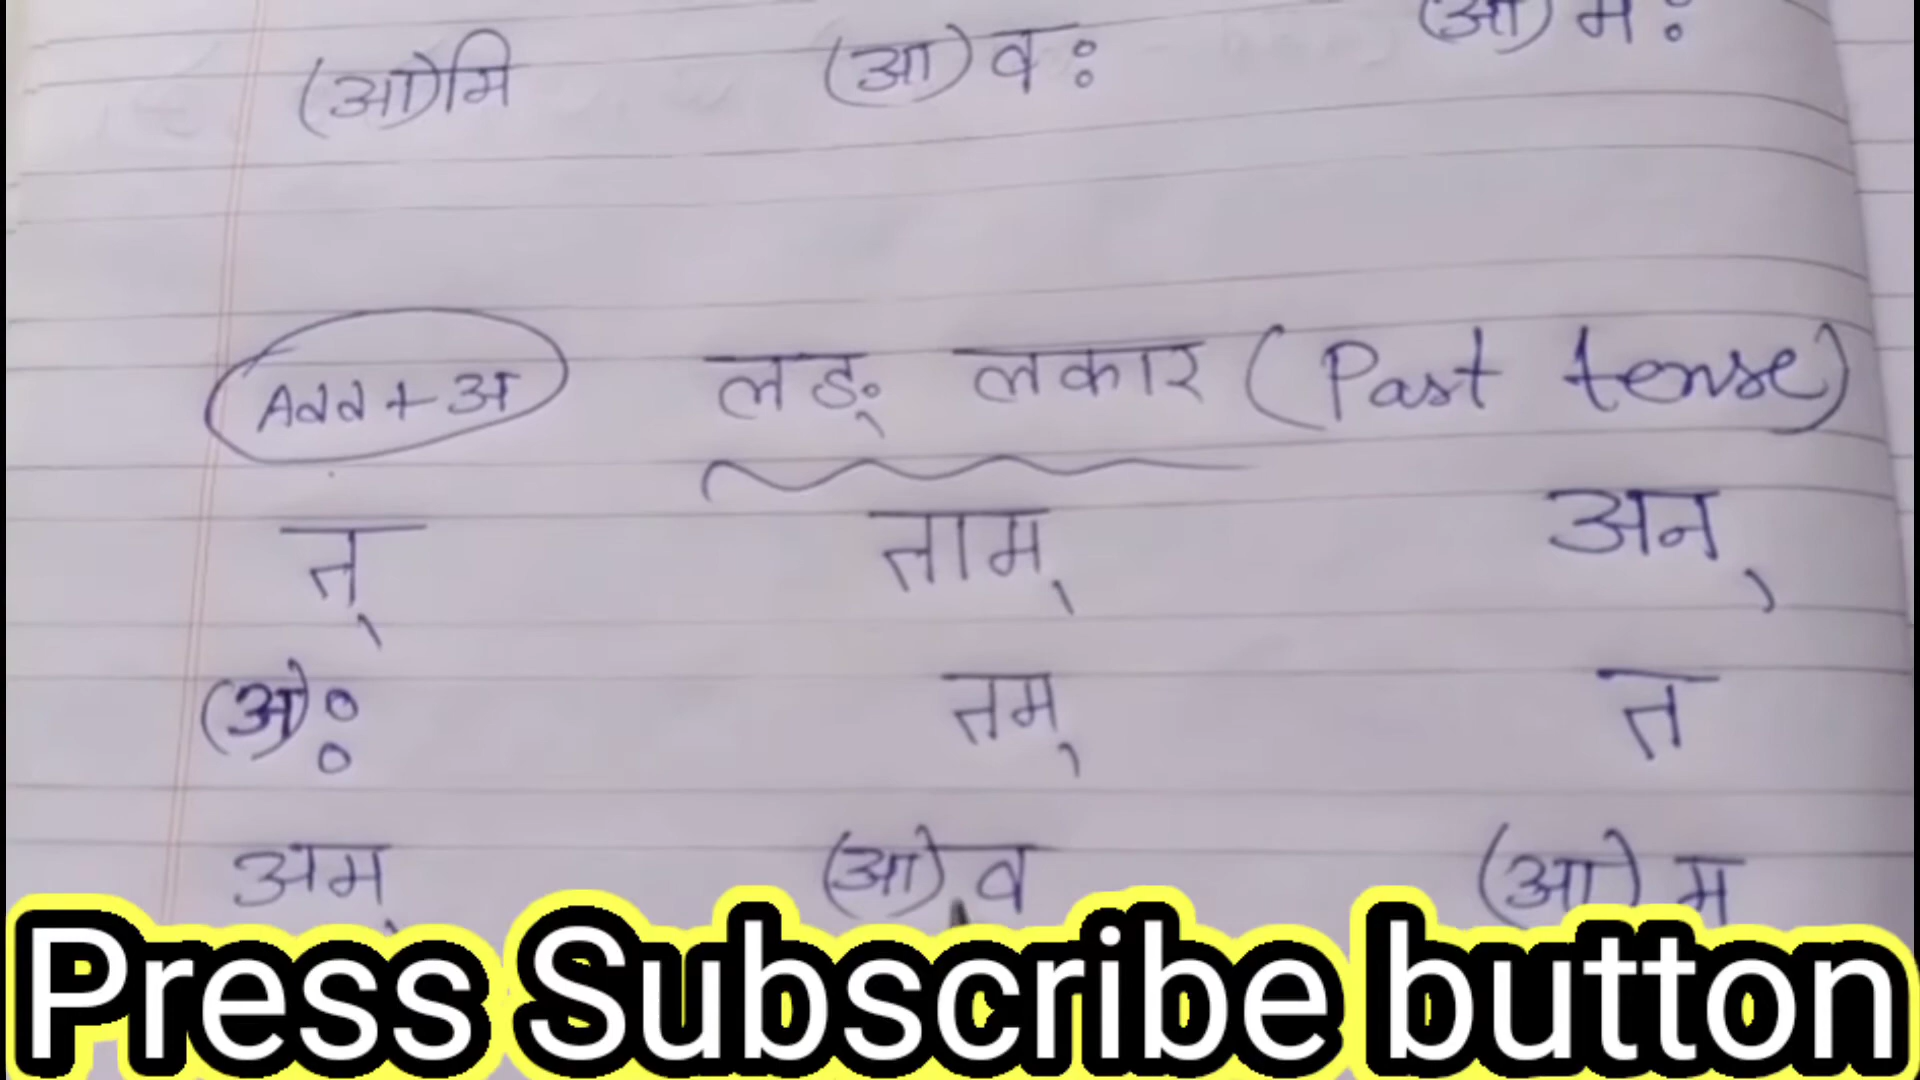 (आ)मि (आ)वः (आ)मः
Add + अ लङ् लकार (Past tense)
त् ताम् अन्
(अ): तम् त
अम् (आ)व (आ)म
Press Subscribe button